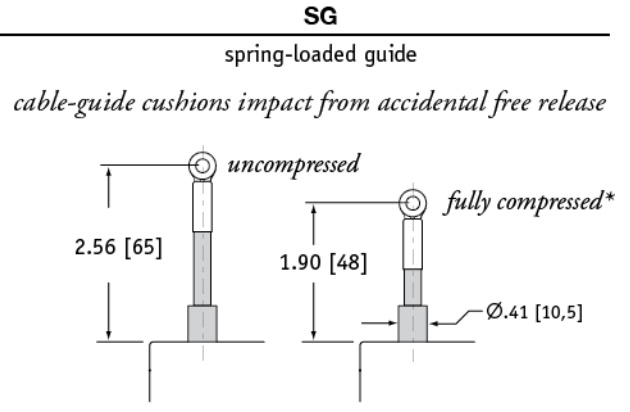 SG
spring-loaded guide
cable-guide cushions impact from accidental free release
uncompressed
fully compressed*
2.56 [65]
1.90 [48]
Ø.41 [10,5]